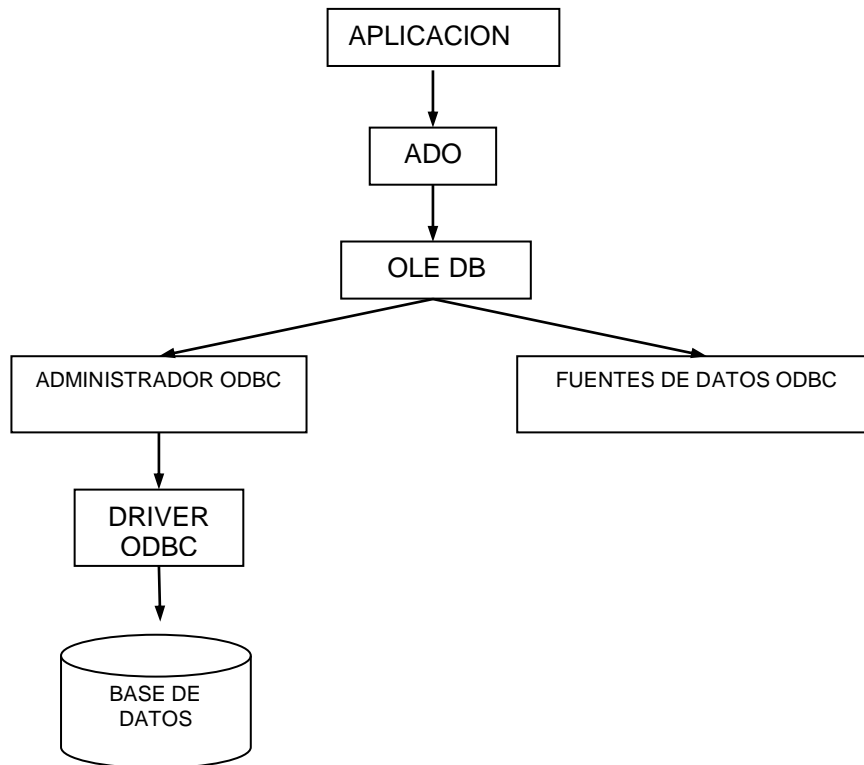 APLICACION
ADO
OLE DB
ADMINISTRADOR ODBC
FUENTES DE DATOS ODBC
DRIVER
ODBC
BASE DE
DATOS